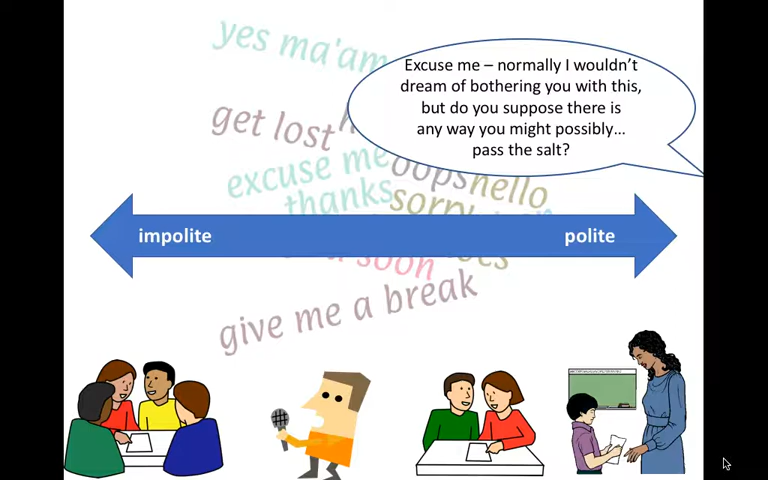 yes ma'am
Excuse me – normally I wouldn't
dream of bothering you with this,
but do you suppose there is
any way you might possibly…
pass the salt?
get lost
excuse me
oops
hello
thanks
impolite
polite
soon
give me a break